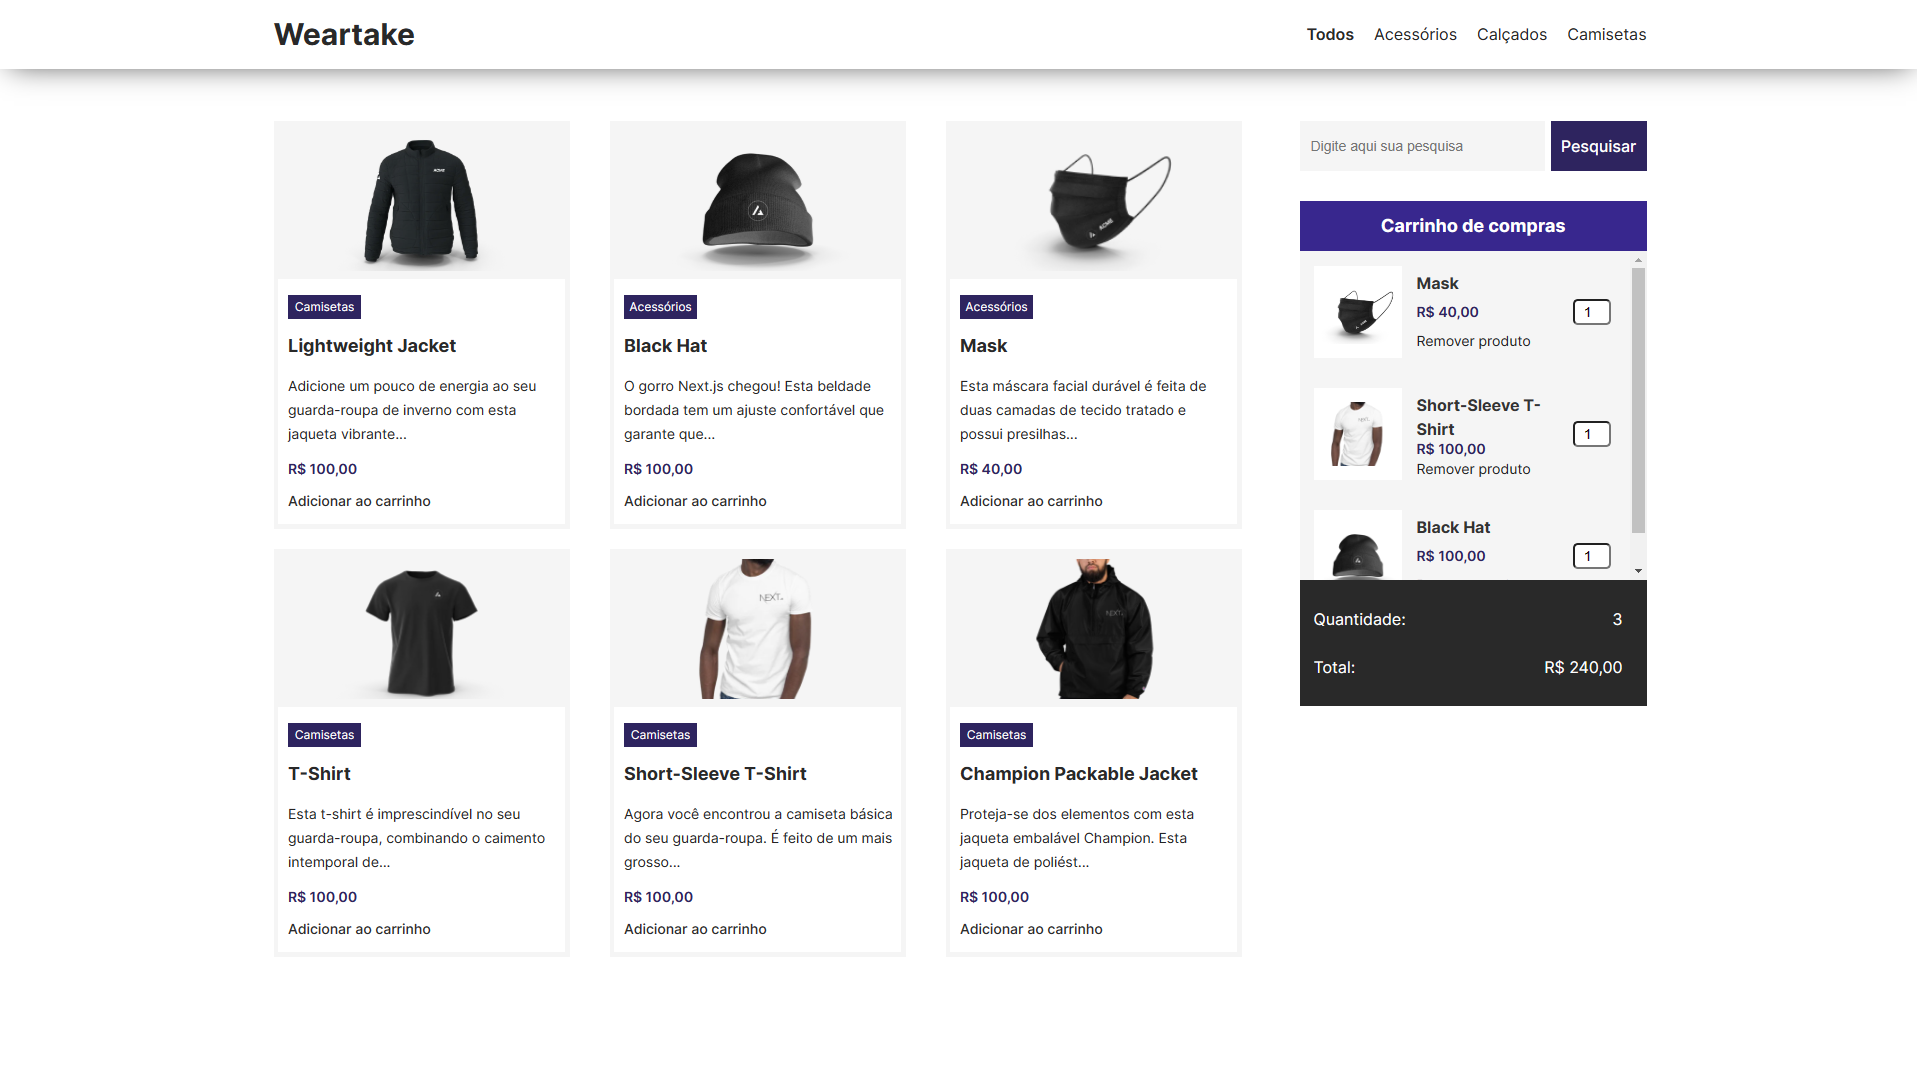 Weartake
Todos
Acessórios
Calçados
Camisetas
Camisetas
Lightweight Jacket
Adicione um pouco de energia ao seu
guarda-roupa de inverno com esta
jaqueta vibrante...
R$ 100,00
Adicionar ao carrinho
Acessórios
Black Hat
O gorro Next.js chegou! Esta beldade
bordada tem um ajuste confortável que
garante que...
R$ 100,00
Adicionar ao carrinho
Acessórios
Mask
Esta máscara facial durável é feita de
duas camadas de tecido tratado e
possui presilhas...
R$ 40,00
Adicionar ao carrinho
NEXT
Camisetas
T-Shirt
Esta t-shirt é imprescindível no seu
guarda-roupa, combinando o caimento
intemporal de...
R$ 100,00
Adicionar ao carrinho
Camisetas
Short-Sleeve T-Shirt
Agora você encontrou a camiseta básica
do seu guarda-roupa. É feito de um mais
grosso...
R$ 100,00
Adicionar ao carrinho
NEXT
Camisetas
Champion Packable Jacket
Proteja-se dos elementos com esta
jaqueta embalável Champion. Esta
jaqueta de poliést...
R$ 100,00
Adicionar ao carrinho
Digite aqui sua pesquisa
Pesquisar
Carrinho de compras
Mask
R$ 40,00
1
Remover produto
Short-Sleeve T-
Shirt
R$ 100,00
1
Remover produto
Black Hat
R$ 100,00
1
Quantidade: 3
Total: R$ 240,00